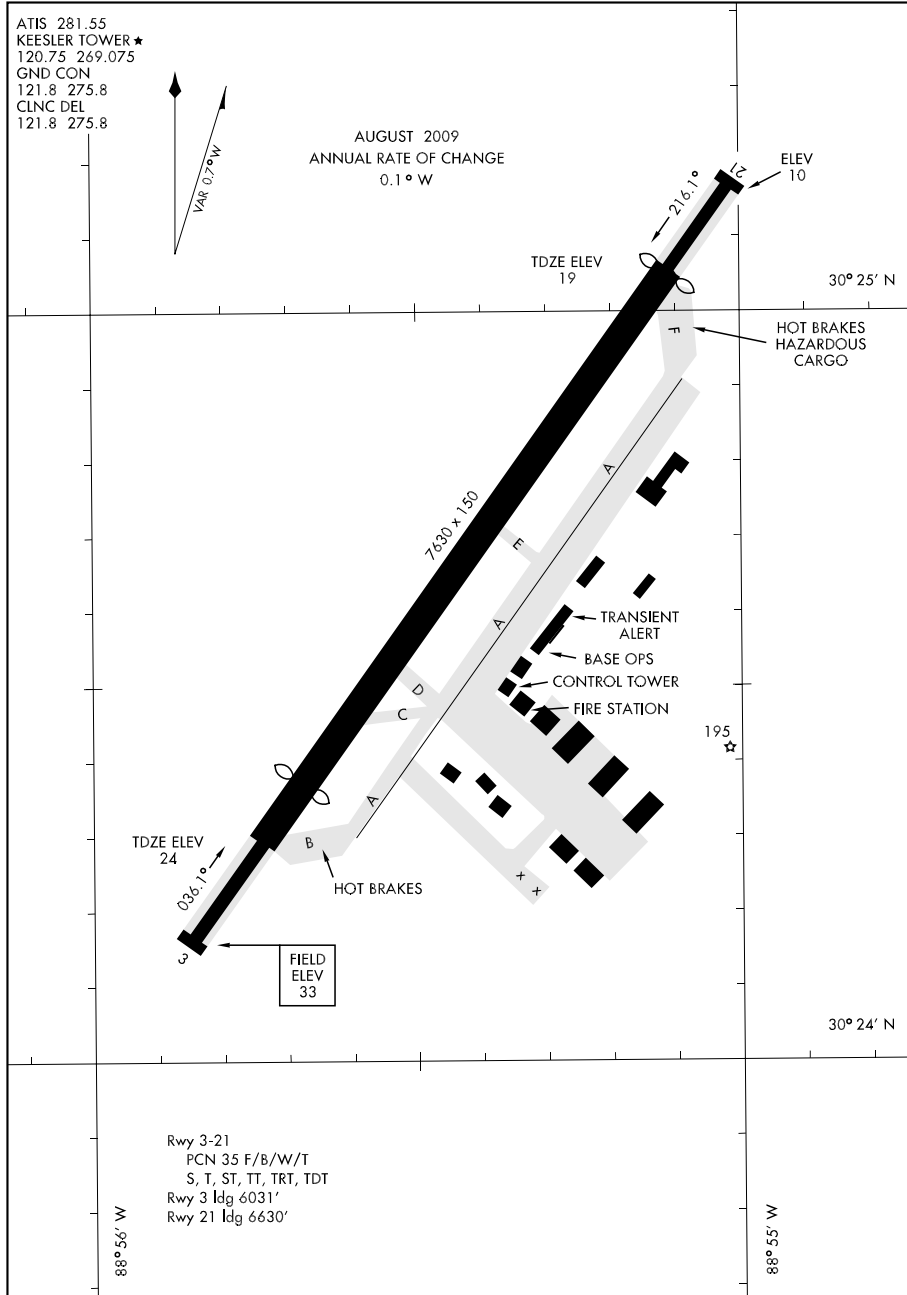 ATIS 281.55
KEESLER TOWER ★
120.75 269.075
GND CON
121.8 275.8
CLNC DEL
121.8 275.8
VAR 0.7° W
AUGUST 2009
ANNUAL RATE OF CHANGE
0.1° W
21
ELEV
10
216.1°
TDZE ELEV
19
30° 25' N
F
HOT BRAKES
HAZARDOUS
CARGO
A
7630 x 150
E
A
TRANSIENT
ALERT
BASE OPS
CONTROL TOWER
FIRE STATION
D
C
195
A
B
TDZE ELEV
24
036.1°
HOT BRAKES
x x
3
FIELD
ELEV
33
30° 24' N
Rwy 3-21
PCN 35 F/B/W/T
S, T, ST, TT, TRT, TDT
Rwy 3 ldg 6031'
Rwy 21 ldg 6630'
88° 56' W
88° 55' W